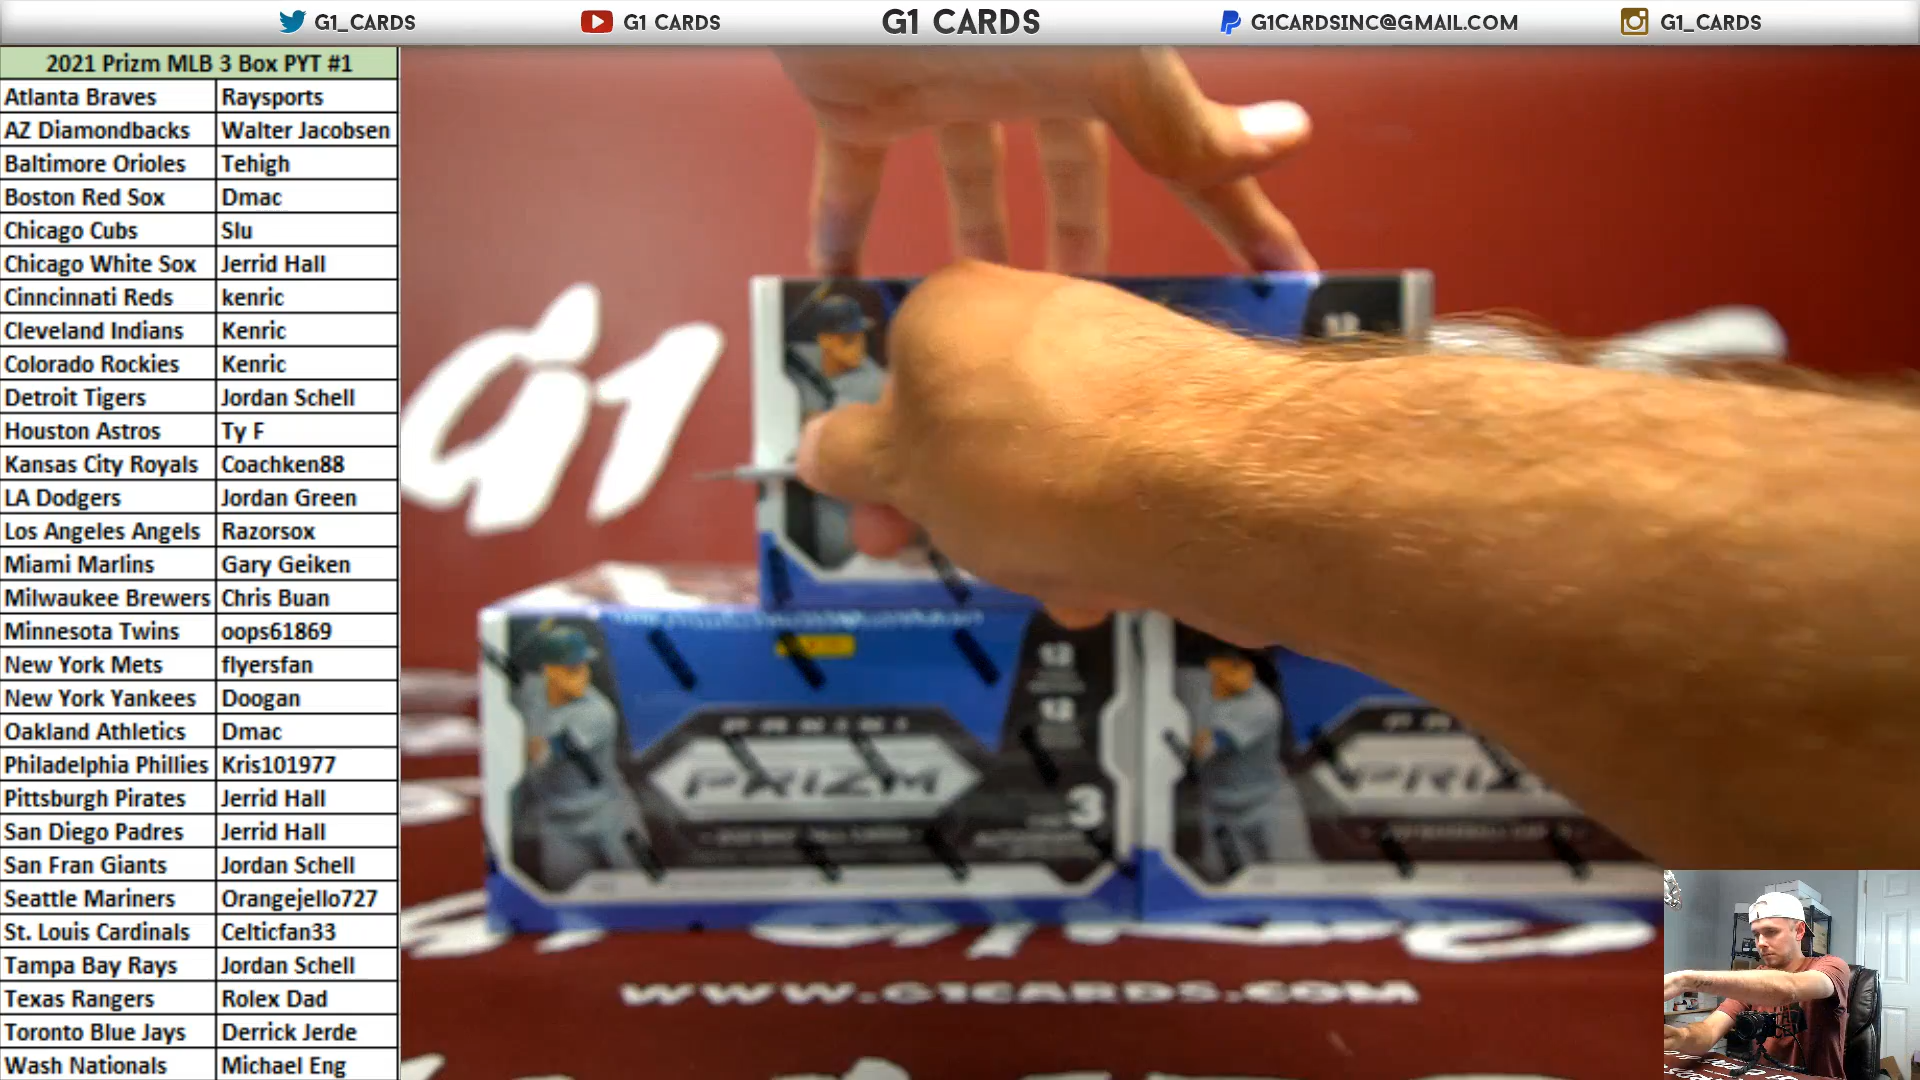 G1_CARDS G1 CARDS G1 CARDS G1CARDSINC@GMAIL.COM G1_CARDS
2021 Prizm MLB 3 Box PYT #1
Atlanta Braves Raysports
AZ Diamondbacks Walter Jacobsen
Baltimore Orioles Tehigh
Boston Red Sox Dmac
Chicago Cubs Slu
Chicago White Sox Jerrid Hall
Cinncinnati Reds kenric
Cleveland Indians Kenric
Colorado Rockies Kenric
Detroit Tigers Jordan Schell
Houston Astros Ty F
Kansas City Royals Coachken88
LA Dodgers Jordan Green
Los Angeles Angels Razorsox
Miami Marlins Gary Geiken
Milwaukee Brewers Chris Buan
Minnesota Twins oops61869
New York Mets flyersfan
New York Yankees Doogan
Oakland Athletics Dmac
Philadelphia Phillies Kris101977
Pittsburgh Pirates Jerrid Hall
San Diego Padres Jerrid Hall
San Fran Giants Jordan Schell
Seattle Mariners Orangejello727
St. Louis Cardinals Celticfan33
Tampa Bay Rays Jordan Schell
Texas Rangers Rolex Dad
Toronto Blue Jays Derrick Jerde
Wash Nationals Michael Eng
G1
12
12
12
PANINI
PRIZM
3
WWW.G1CARDS.COM